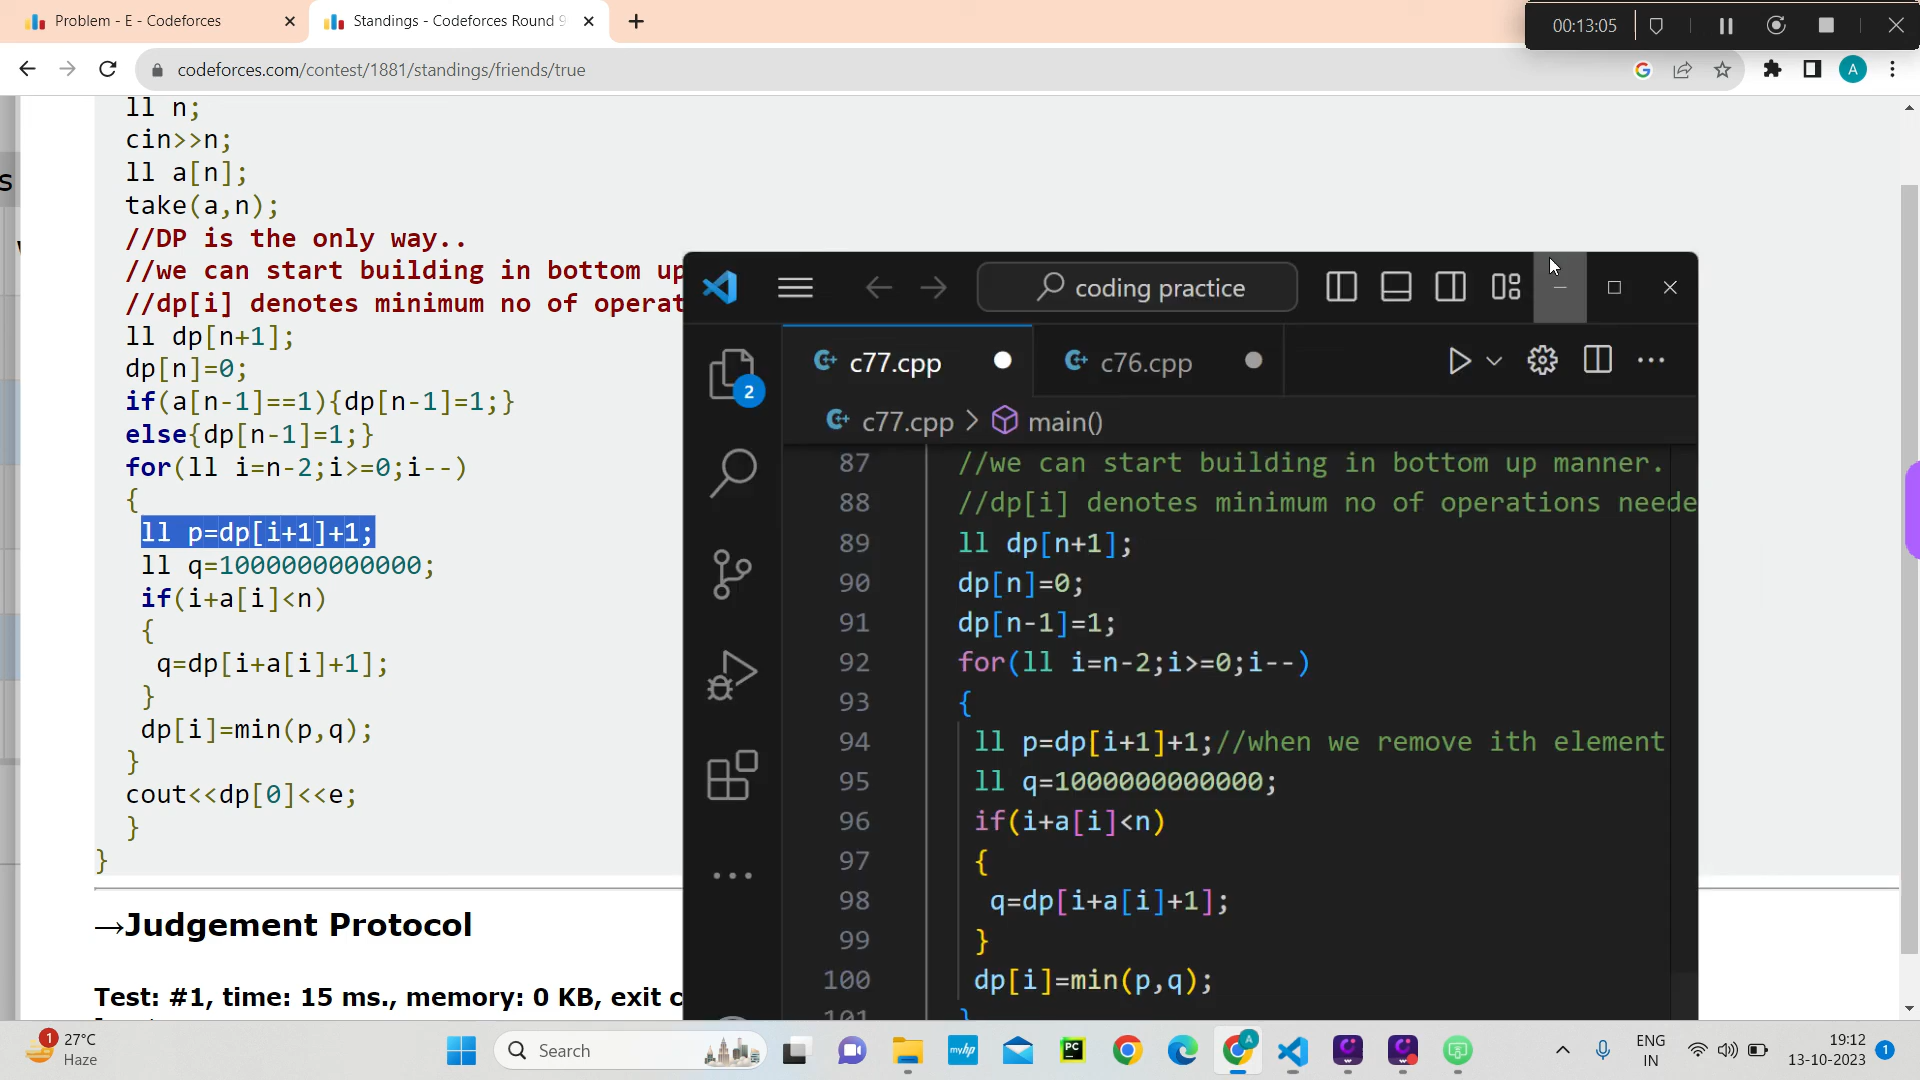 Problem - E - Codeforces
Standings - Codeforces Round 9
00:13:05
codeforces.com/contest/1881/standings/friends/true
A
ll n;
cin>>n;
ll a[n];
take(a,n);
//DP is the only way..
//we can start building in bottom up
//dp[i] denotes minimum no of operat
ll dp[n+1];
dp[n]=0;
if(a[n-1]==1){dp[n-1]=1;}
else{dp[n-1]=1;}
for(ll i=n-2;i>=0;i--)
{
ll p=dp[i+1]+1;
ll q=1000000000000;
if(i+a[i]<n)
{
q=dp[i+a[i]+1];
}
dp[i]=min(p,q);
}
cout<<dp[0]<<e;
}
}
→Judgement Protocol
Test: #1, time: 15 ms., memory: 0 KB, exit c
coding practice
c77.cpp
c76.cpp
2
c77.cpp > main()
87 //we can start building in bottom up manner.
88 //dp[i] denotes minimum no of operations neede
89 ll dp[n+1];
90 dp[n]=0;
91 dp[n-1]=1;
92 for(ll i=n-2;i>=0;i--)
93 {
94 ll p=dp[i+1]+1;//when we remove ith element
95 ll q=1000000000000;
96 if(i+a[i]<n)
97 {
98 q=dp[i+a[i]+1];
99 }
100 dp[i]=min(p,q);
101 }
1
27°C
Haze
Search
myhp
PC
A
ENG
IN
19:12
13-10-2023
1